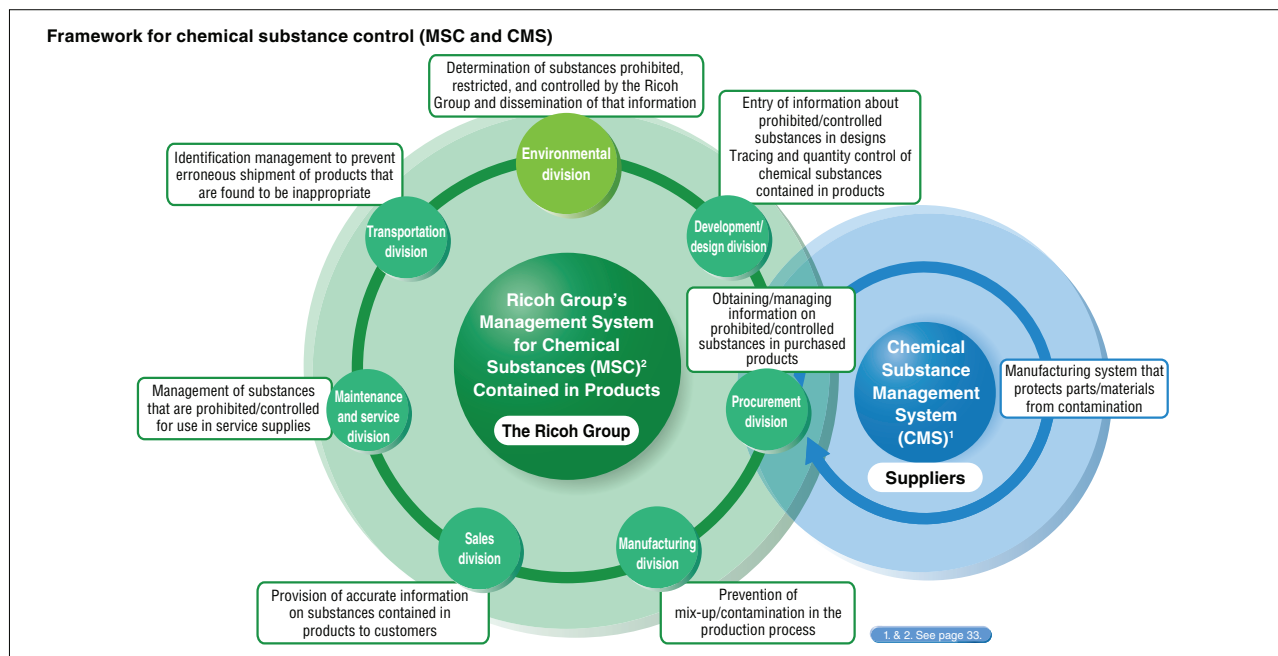 Framework for chemical substance control (MSC and CMS)
Determination of substances prohibited,
restricted, and controlled by the Ricoh
Group and dissemination of that information
Environmental
division
Entry of information about
prohibited/controlled
substances in designs
Tracing and quantity control of
chemical substances
contained in products
Development/
design division
Identification management to prevent
erroneous shipment of products that
are found to be inappropriate
Transportation
division
Ricoh Group's
Management System
for Chemical
Substances (MSC)²
Contained in Products
The Ricoh Group
Obtaining/managing
information on
prohibited/controlled
substances in purchased
products
Procurement division
Chemical
Substance
Management
System
(CMS)¹
Suppliers
Manufacturing system that
protects parts/materials
from contamination
Management of substances
that are prohibited/controlled
for use in service supplies
Maintenance
and service
division
Sales
division
Provision of accurate information
on substances contained in
products to customers
Manufacturing
division
Prevention of
mix-up/contamination in the
production process
1. & 2. See page 33.